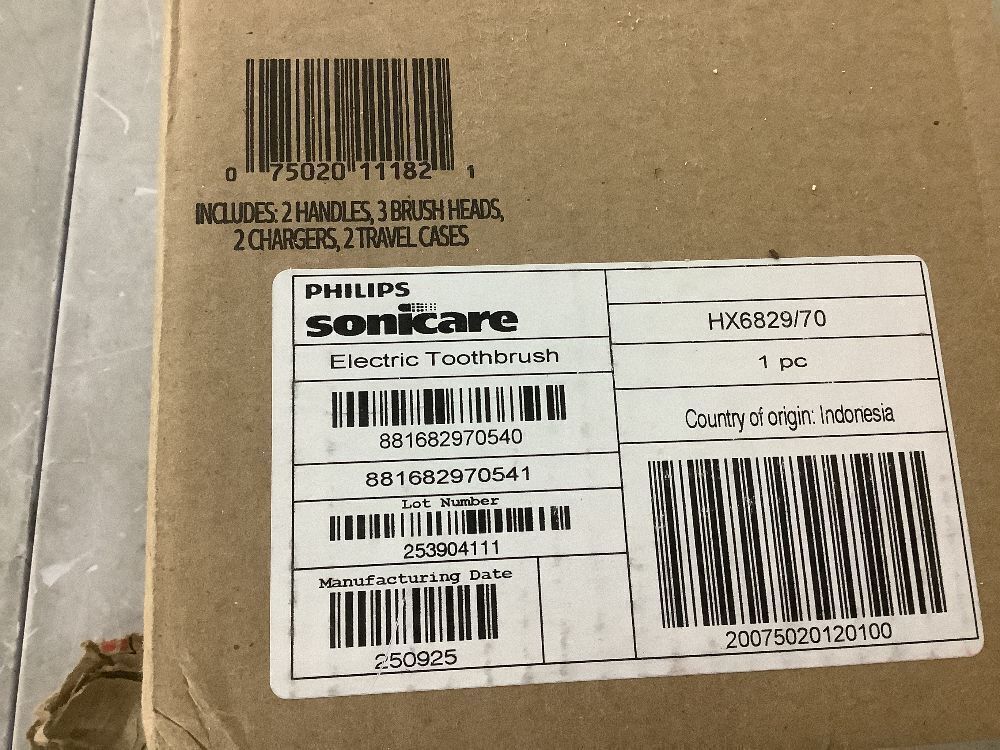 0 75020 11182 1
INCLUDES: 2 HANDLES, 3 BRUSH HEADS,
2 CHARGERS, 2 TRAVEL CASES
PHILIPS
sonicare
Electric Toothbrush
881682970540
881682970541
Lot Number
253904111
Manufacturing Date
250925
HX6829/70
1 pc
Country of origin: Indonesia
20075020120100